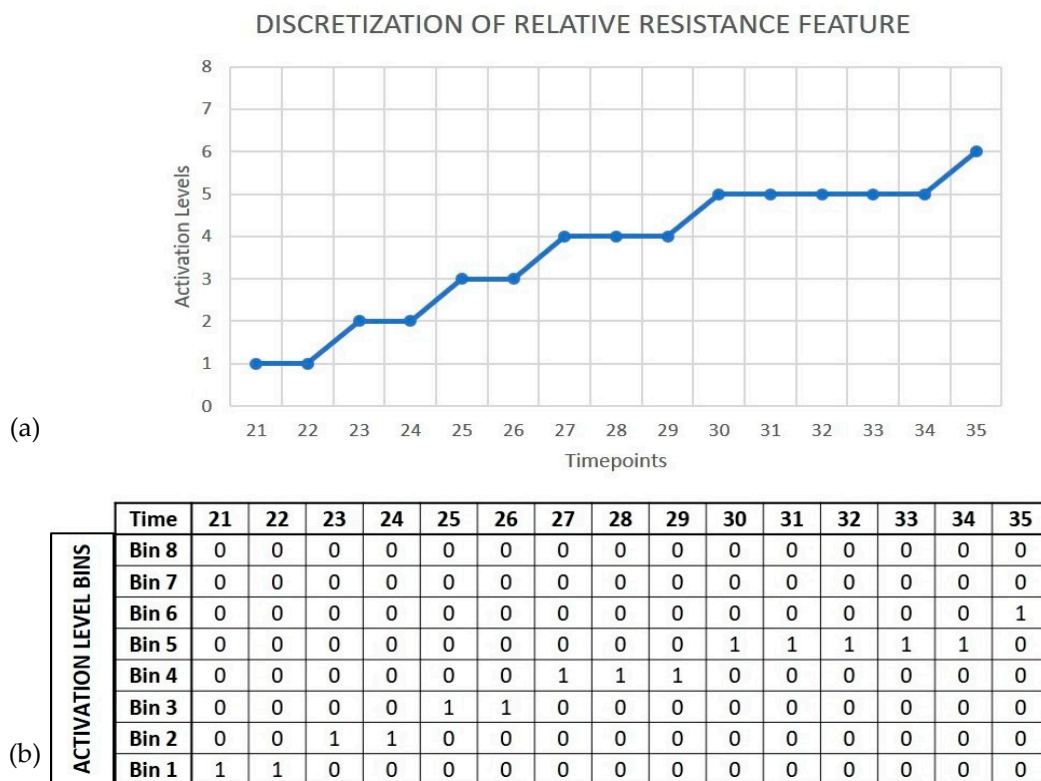 DISCRETIZATION OF RELATIVE RESISTANCE FEATURE
8
7
6
5
4
3
2
1
0
Activation Levels
21 22 23 24 25 26 27 28 29 30 31 32 33 34 35
Timepoints
(a)
Time 21 22 23 24 25 26 27 28 29 30 31 32 33 34 35
ACTIVATION LEVEL BINS
Bin 8 0 0 0 0 0 0 0 0 0 0 0 0 0 0 0
Bin 7 0 0 0 0 0 0 0 0 0 0 0 0 0 0 0
Bin 6 0 0 0 0 0 0 0 0 0 0 0 0 0 0 1
Bin 5 0 0 0 0 0 0 0 0 0 1 1 1 1 1 0
Bin 4 0 0 0 0 0 0 1 1 1 0 0 0 0 0 0
Bin 3 0 0 0 0 1 1 0 0 0 0 0 0 0 0 0
Bin 2 0 0 1 1 0 0 0 0 0 0 0 0 0 0 0
Bin 1 1 1 0 0 0 0 0 0 0 0 0 0 0 0 0
(b)